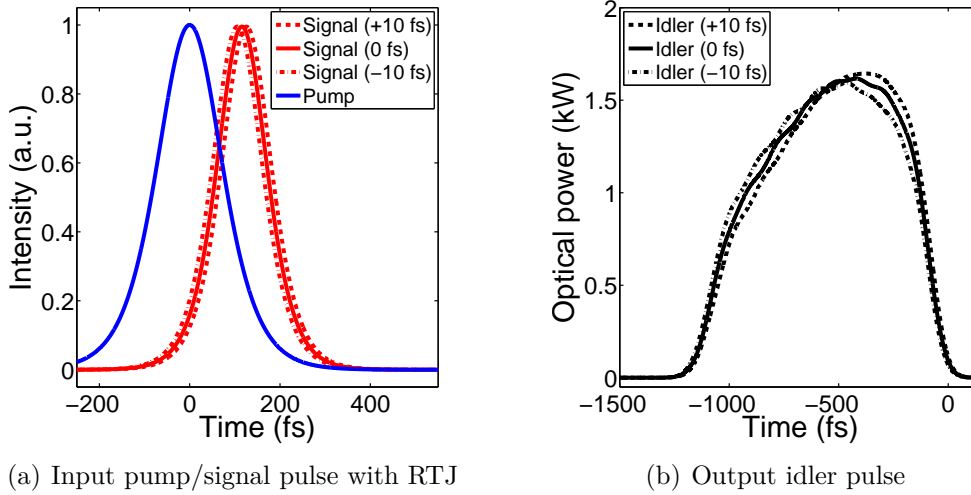 Signal (+10 fs)
Signal (0 fs)
Signal (−10 fs)
Pump
1
0.8
0.6
0.4
0.2
0
Intensity (a.u.)
−200
0
200
400
Time (fs)
(a) Input pump/signal pulse with RTJ
Idler (+10 fs)
Idler (0 fs)
Idler (−10 fs)
2
1.5
1
0.5
0
Optical power (kW)
−1500
−1000
−500
0
Time (fs)
(b) Output idler pulse